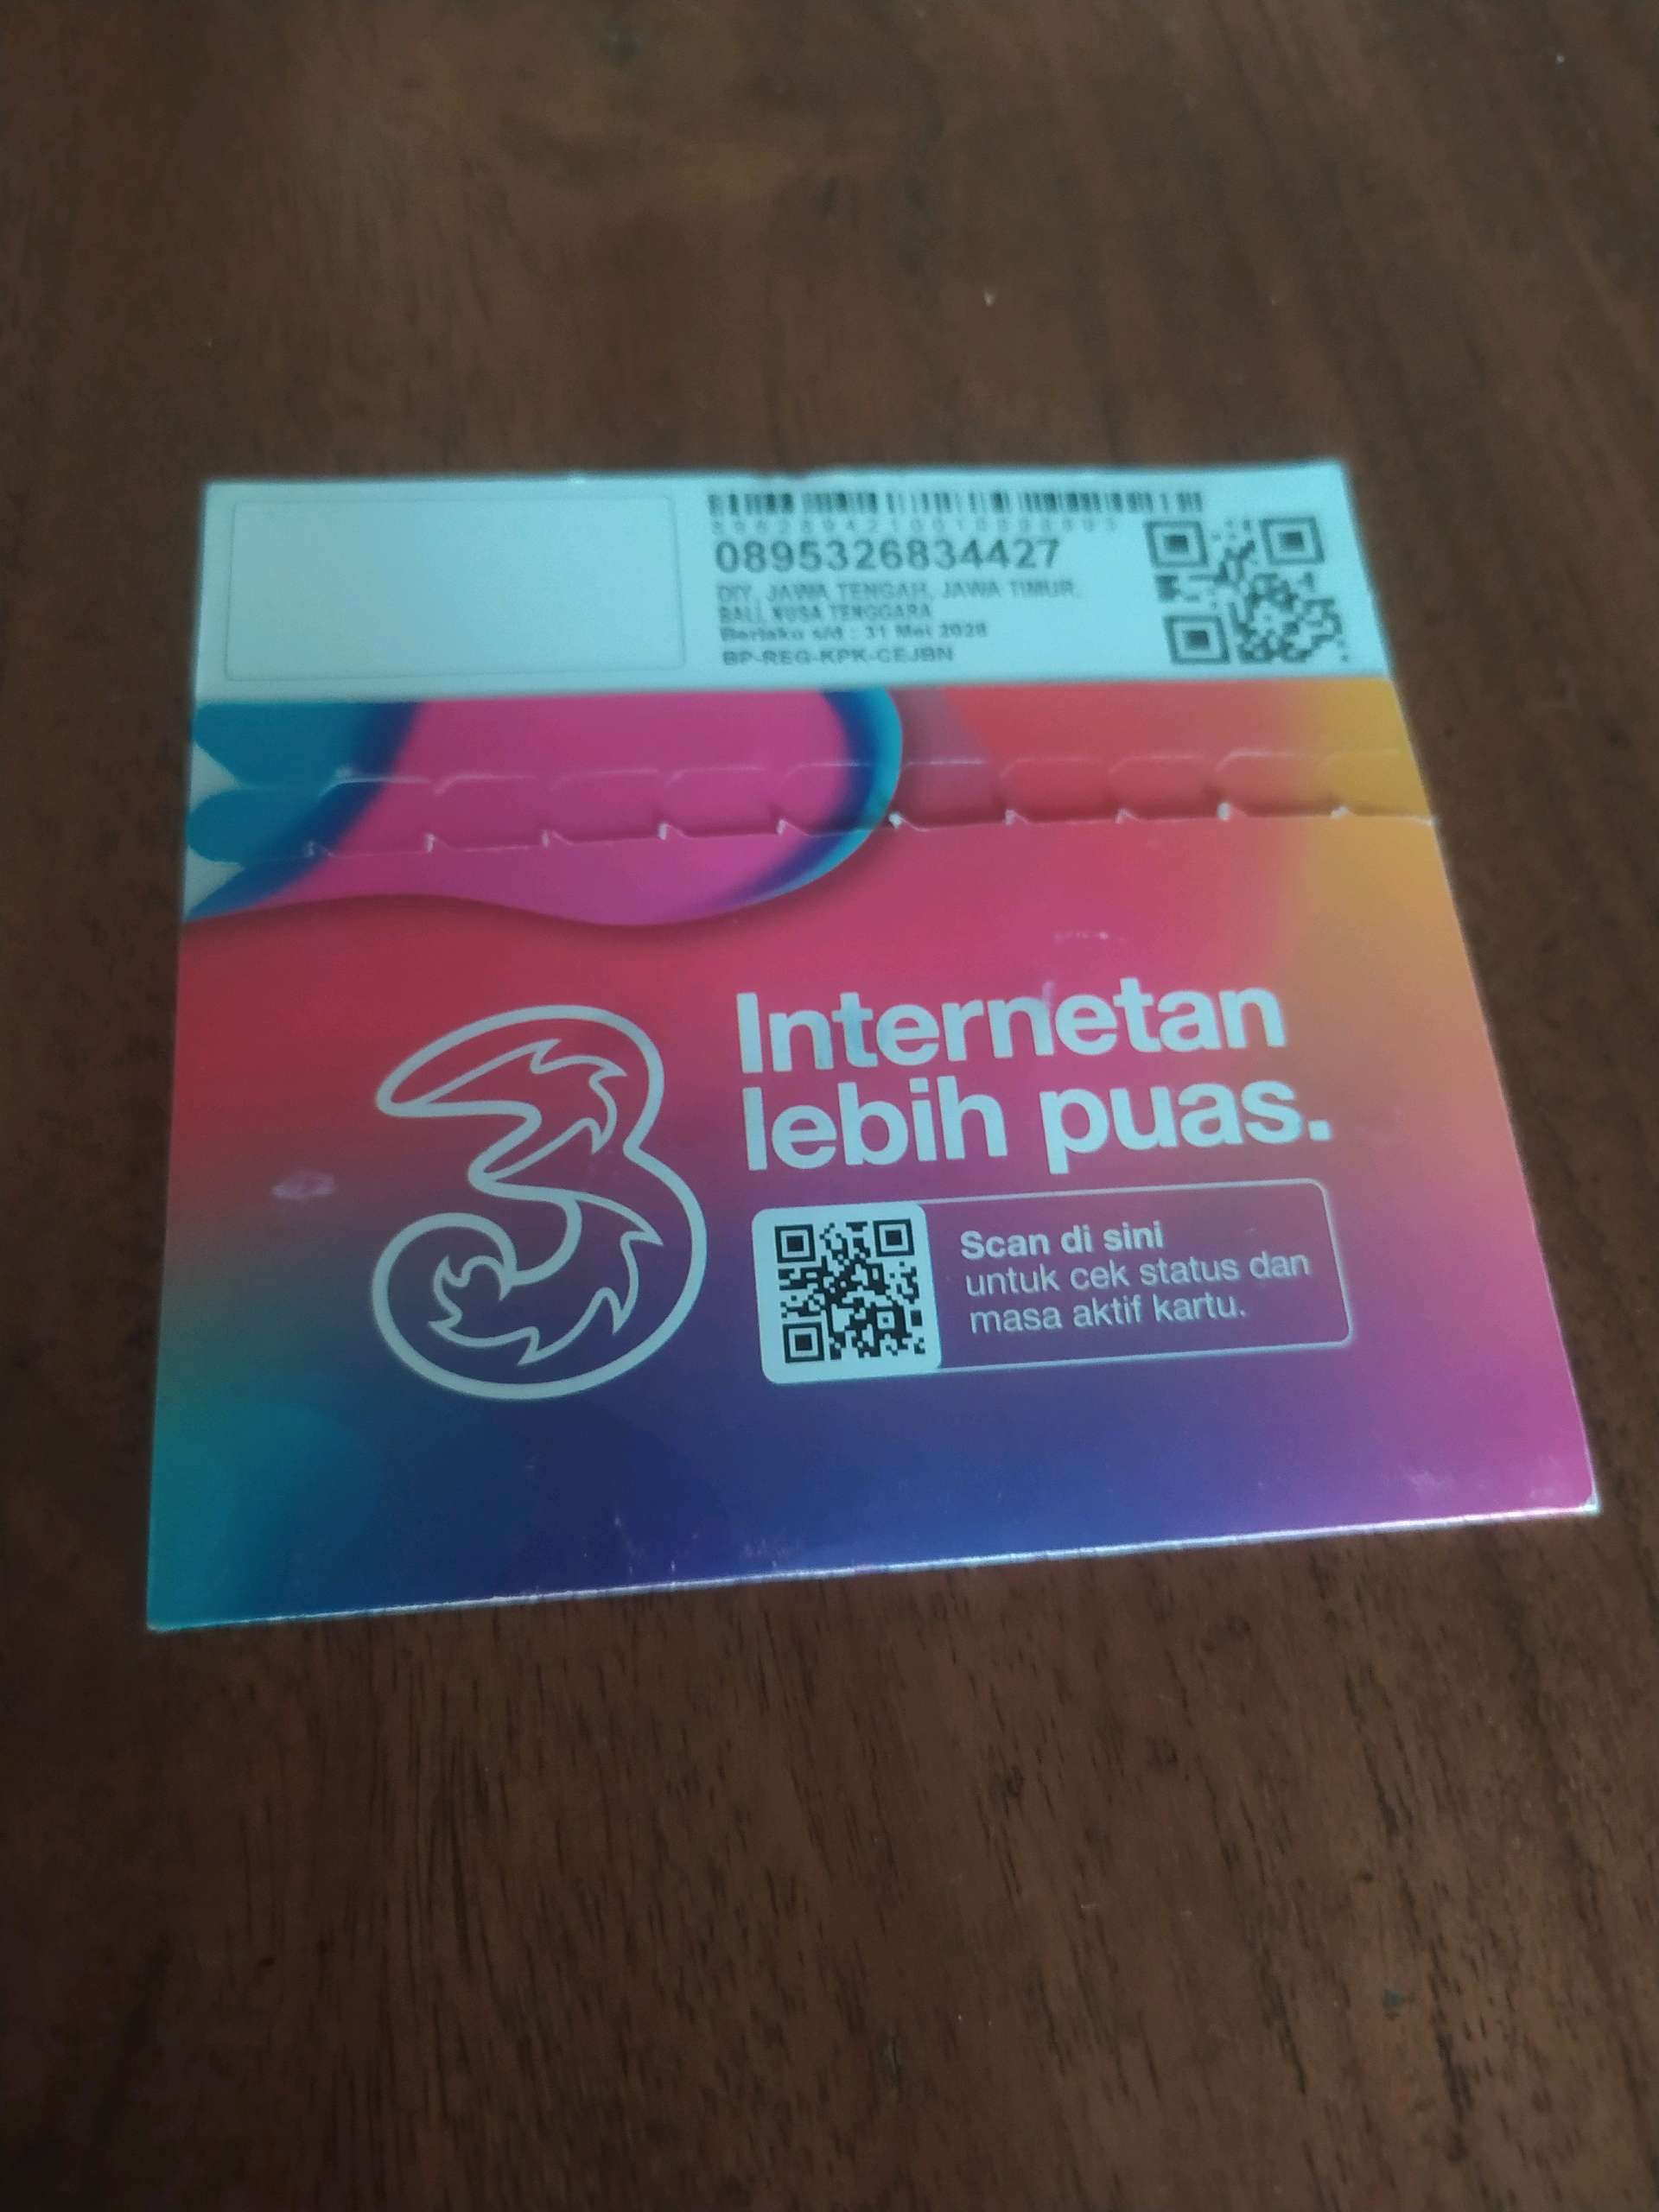 0895326834427
DIY, JAWA TENGAH, JAWA TIMUR,
BALI, NUSA TENGGARA
Berlaku s/d : 31 Mei 2028
BP-REG-KPK-CEJBN
3
Internetan
lebih puas.
Scan di sini
untuk cek status dan
masa aktif kartu.